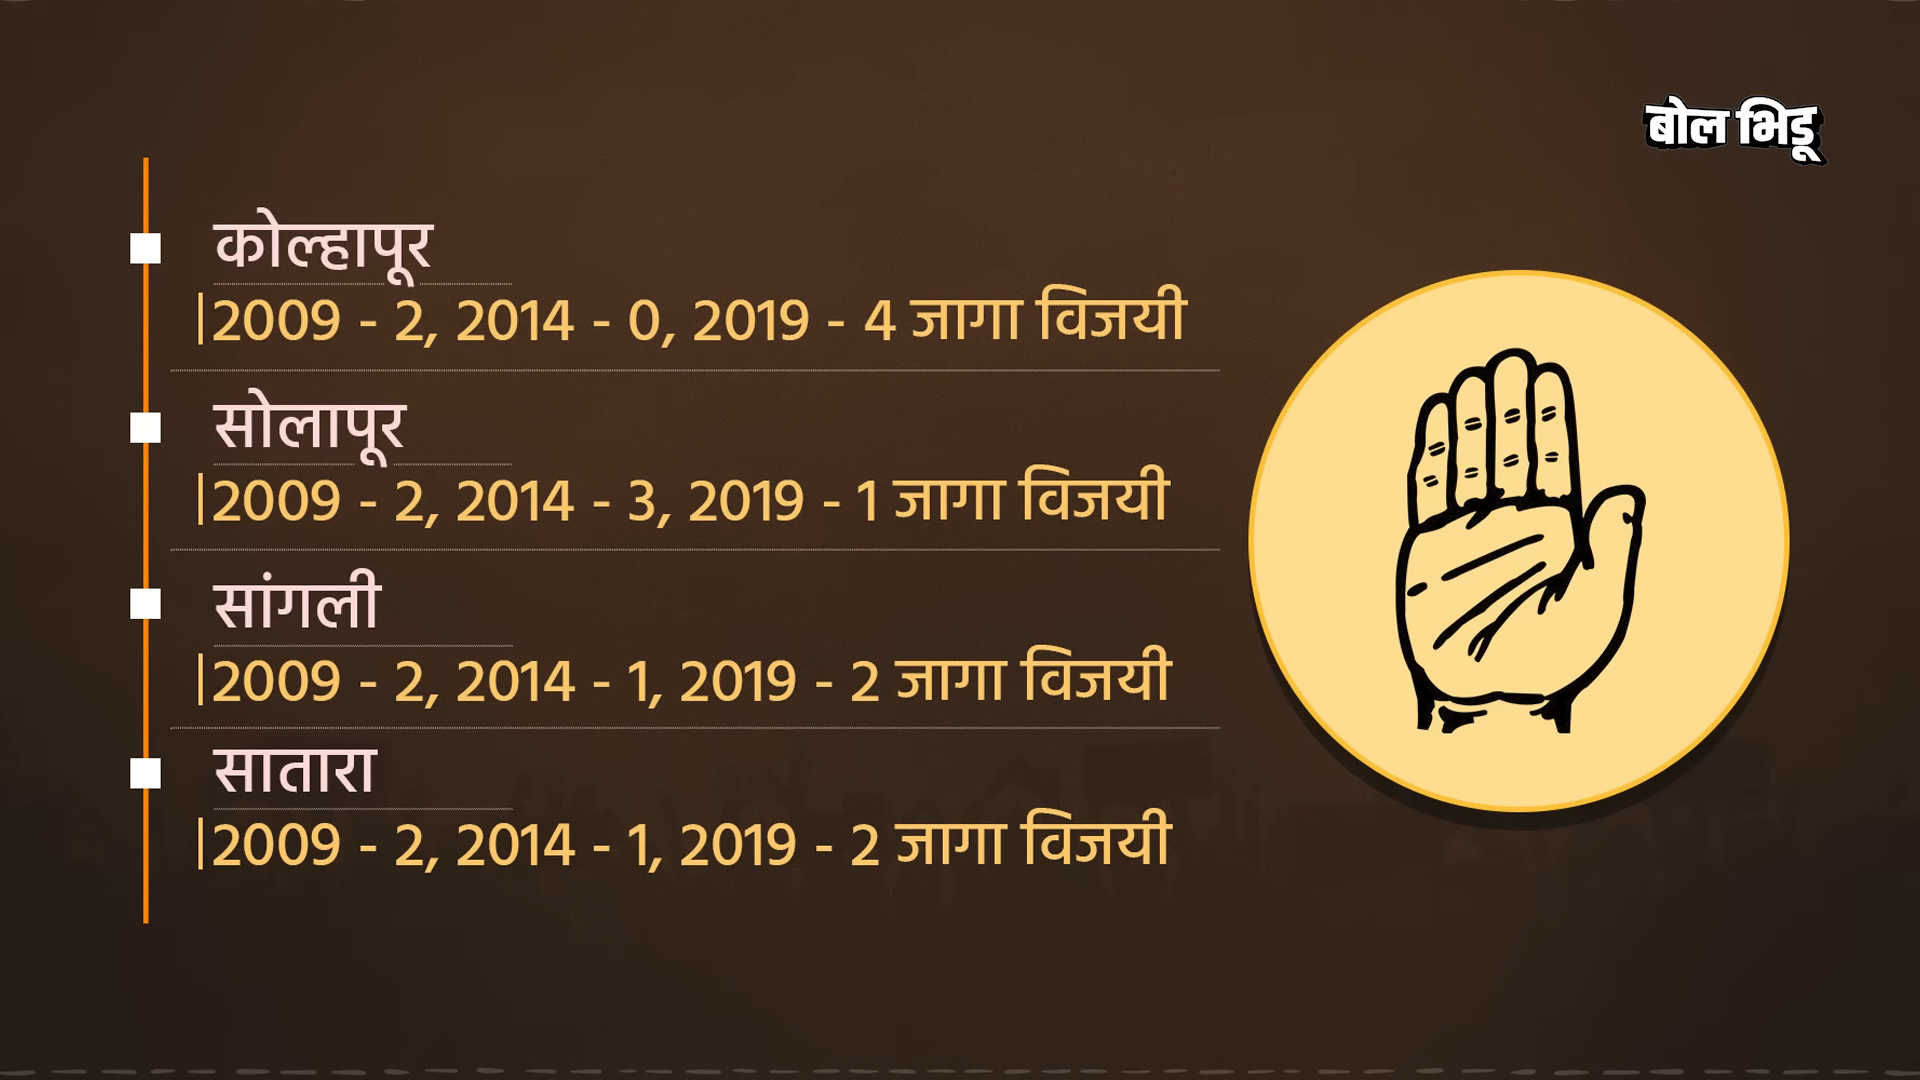 बोल भिडू
कोल्हापूर
2009 - 2, 2014 - 0, 2019 - 4 जागा विजयी
सोलापूर
2009 - 2, 2014 - 3, 2019 - 1 जागा विजयी
सांगली
2009 - 2, 2014 - 1, 2019 - 2 जागा विजयी
सातारा
2009 - 2, 2014 - 1, 2019 - 2 जागा विजयी